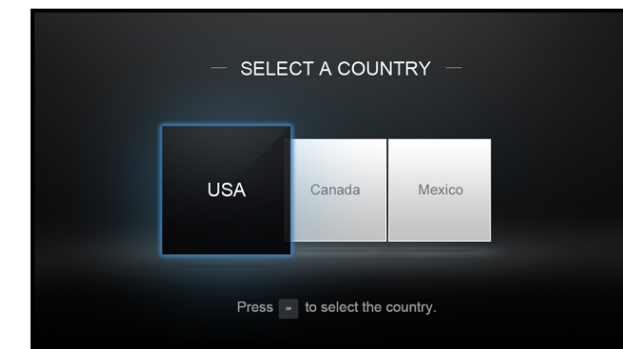 SELECT A COUNTRY
USA Canada Mexico
Press to select the country.